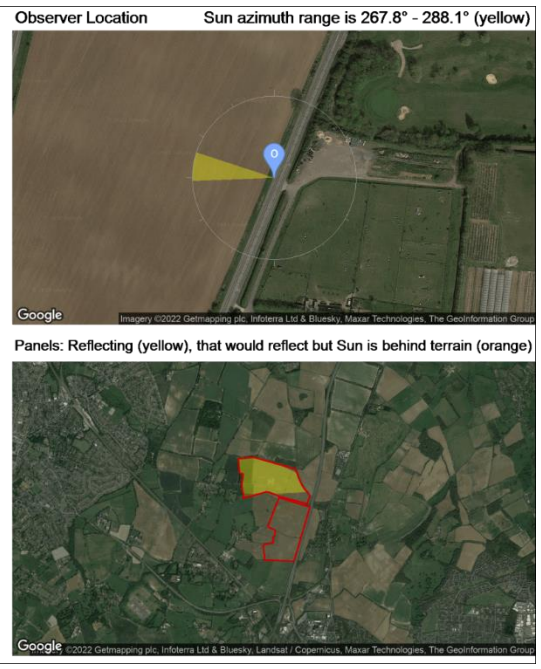 Observer Location
Sun azimuth range is 267.8° - 288.1° (yellow)
O
Google
Imagery ©2022 Getmapping plc, Infoterra Ltd & Bluesky, Maxar Technologies, The GeoInformation Group
Panels: Reflecting (yellow), that would reflect but Sun is behind terrain (orange)
Google
Imagery ©2022 Getmapping plc, Infoterra Ltd & Bluesky, Landsat / Copernicus, Maxar Technologies, The GeoInformation Group